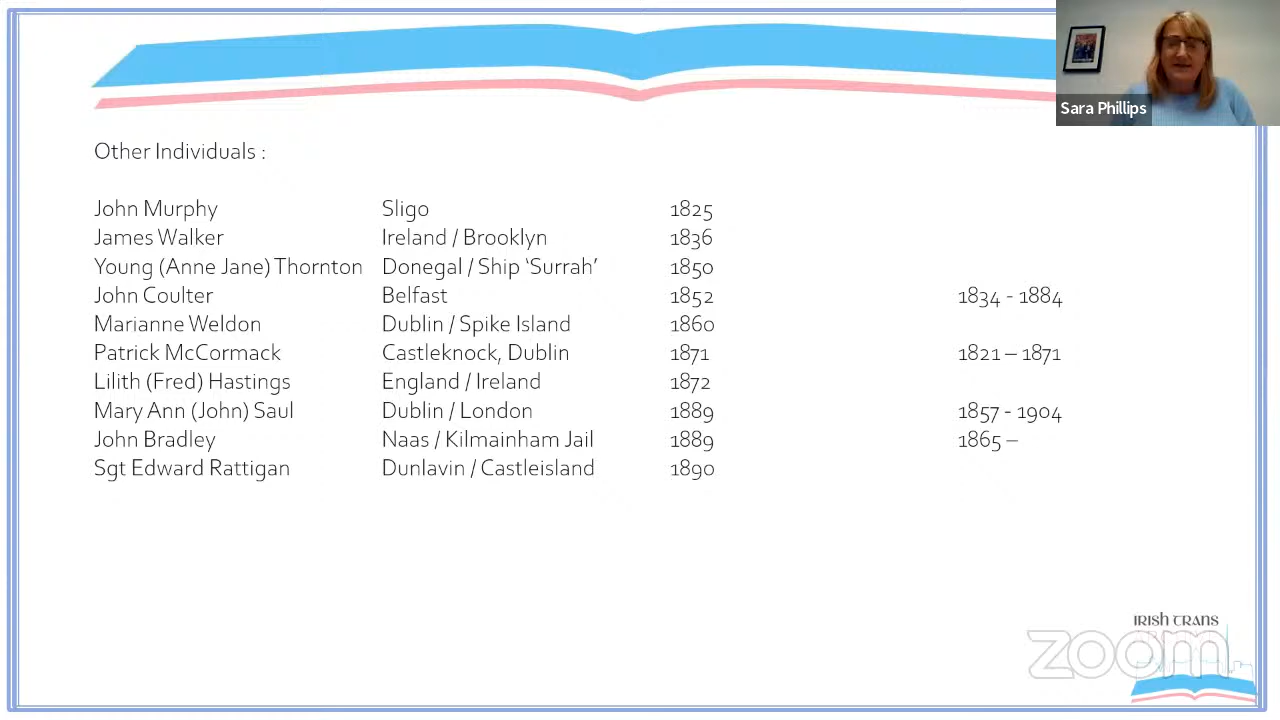 Sara Phillips
Other Individuals :
John Murphy Sligo 1825
James Walker Ireland / Brooklyn 1836
Young (Anne Jane) Thornton Donegal / Ship ‘Surrah’ 1850
John Coulter Belfast 1852 1834 - 1884
Marianne Weldon Dublin / Spike Island 1860
Patrick McCormack Castleknock, Dublin 1871 1821 – 1871
Lilith (Fred) Hastings England / Ireland 1872
Mary Ann (John) Saul Dublin / London 1889 1857 - 1904
John Bradley Naas / Kilmainham Jail 1889 1865 –
Sgt Edward Rattigan Dunlavin / Castleisland 1890
IRISH TRANS
zoom